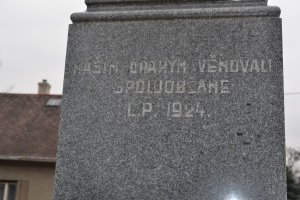 NAŠIM DRAHÝM VĚNOVALI
SPOLUOBČANÉ
L.P. 1924.